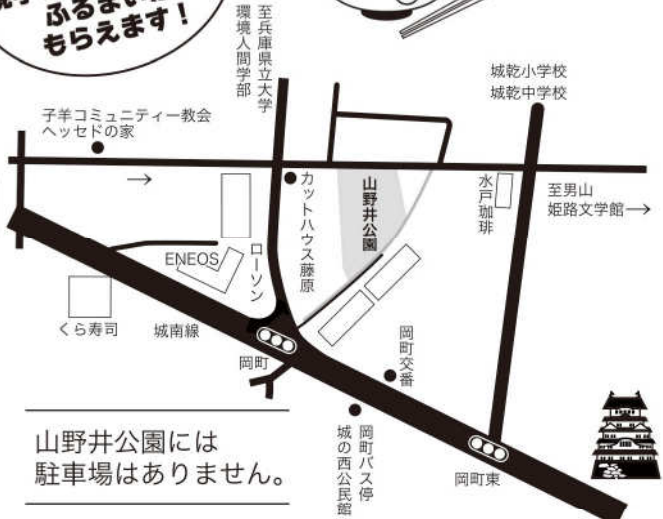 ふるまい
もらえます！
至兵庫県立大学
環境人間学部
城乾小学校
城乾中学校
子羊コミュニティー教会
ヘッセドの家
→
カットハウス藤原
山野井公園
水戸珈琲
至男山
姫路文学館→
ENEOS
ローソン
くら寿司
城南線
岡町
岡町交番
岡町バス停
城の西公民館
岡町東
山野井公園には
駐車場はありません。